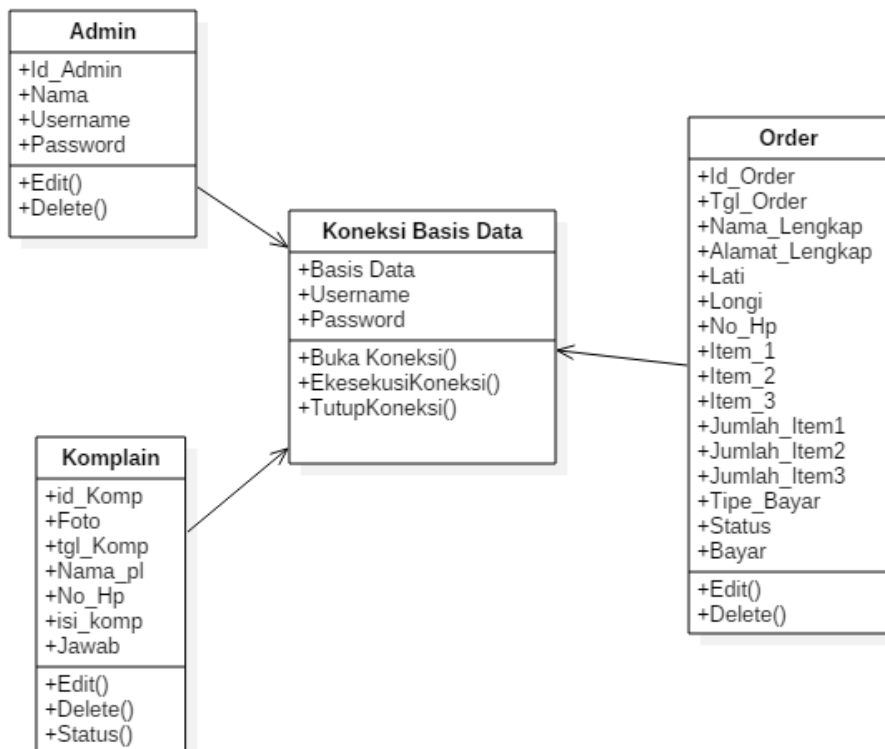 Admin
+Id_Admin
+Nama
+Username
+Password
+Edit()
+Delete()
Koneksi Basis Data
+Basis Data
+Username
+Password
+Buka Koneksi()
+EkesekusiKoneksi()
+TutupKoneksi()
Komplain
+id_Komp
+Foto
+tgl_Komp
+Nama_pl
+No_Hp
+isi_komp
+Jawab
+Edit()
+Delete()
+Status()
Order
+Id_Order
+Tgl_Order
+Nama_Lengkap
+Alamat_Lengkap
+Lati
+Longi
+No_Hp
+Item_1
+Item_2
+Item_3
+Jumlah_Item1
+Jumlah_Item2
+Jumlah_Item3
+Tipe_Bayar
+Status
+Bayar
+Edit()
+Delete()